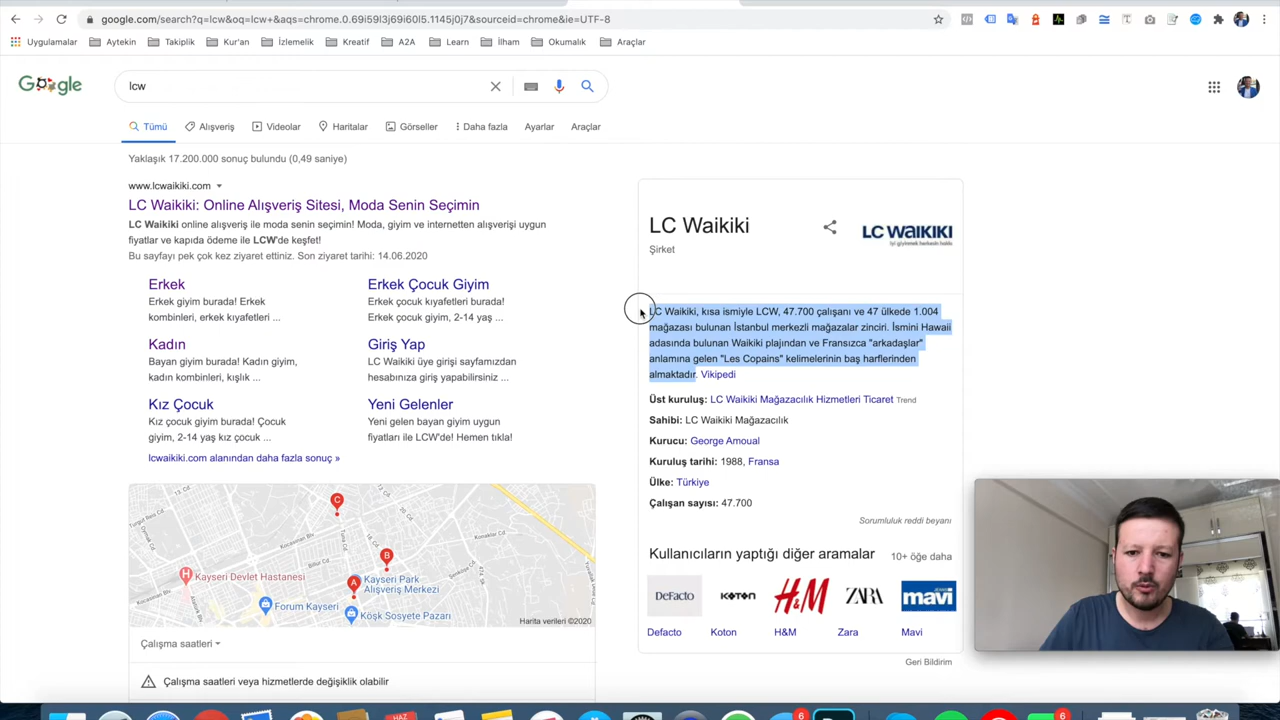 google.com/search?q=lcw&oq=lcw+&aqs=chrome.0.69i59l3j69i60l5.1145j0j7&sourceid=chrome&ie=UTF-8
Uygulamalar Aytekin Takiplik Kur'an İzlemelik Kreatif A2A Learn İlham Okumalık Araçlar
Google
lcw
Tümü Alışveriş Videolar Haritalar Görseller Daha fazla Ayarlar Araçlar
Yaklaşık 17.200.000 sonuç bulundu (0,49 saniye)
www.lcwaikiki.com
LC Waikiki: Online Alışveriş Sitesi, Moda Senin Seçimin
LC Waikiki online alışveriş ile moda senin seçimin! Moda, giyim ve internetten alışverişi uygun
fiyatlar ve kapıda ödeme ile LCW'de keşfet!
Bu sayfayı pek çok kez ziyaret ettiniz. Son ziyaret tarihi: 14.06.2020
Erkek
Erkek giyim burada! Erkek
kombinleri, erkek kıyafetleri ...
Erkek Çocuk Giyim
Erkek çocuk kıyafetleri burada!
Erkek çocuk giyim, 2-14 yaş ...
Kadın
Bayan giyim burada! Kadın giyim,
kadın kombinleri, kışlık ...
Giriş Yap
LC Waikiki üye girişi sayfamızdan
hesabınıza giriş yapabilirsiniz ...
Kız Çocuk
Kız çocuk giyim burada! Çocuk
giyim, 2-14 yaş kız çocuk ...
Yeni Gelenler
Yeni gelen bayan giyim uygun
fiyatları ile LCW'de! Hemen tıkla!
lcwaikiki.com alanından daha fazla sonuç »
C
B
A
Kocasinan Blv.
Konaklar Cd.
Kayseri Devlet Hastanesi
Kayseri Park
Alışveriş Merkezi
Forum Kayseri
Köşk Sosyete Pazarı
Harita verileri ©2020
Çalışma saatleri
Çalışma saatleri veya hizmetlerde değişiklik olabilir
LC Waikiki
Şirket
LC WAIKIKI
iyi giyinmek herkesin hakkı
LC Waikiki, kısa ismiyle LCW, 47.700 çalışanı ve 47 ülkede 1.004
mağazası bulunan İstanbul merkezli mağazalar zinciri. İsmini Hawaii
adasında bulunan Waikiki plajından ve Fransızca "arkadaşlar"
anlamına gelen "Les Copains" kelimelerinin baş harflerinden
almaktadır. Vikipedi
Üst kuruluş: LC Waikiki Mağazacılık Hizmetleri Ticaret Trend
Sahibi: LC Waikiki Mağazacılık
Kurucu: George Amoual
Kuruluş tarihi: 1988, Fransa
Ülke: Türkiye
Çalışan sayısı: 47.700
Sorumluluk reddi beyanı
Kullanıcıların yaptığı diğer aramalar 10+ öğe daha
DeFacto KOTON H&M ZARA mavi
Defacto Koton H&M Zara Mavi
Geri Bildirim
HAZ
6
6